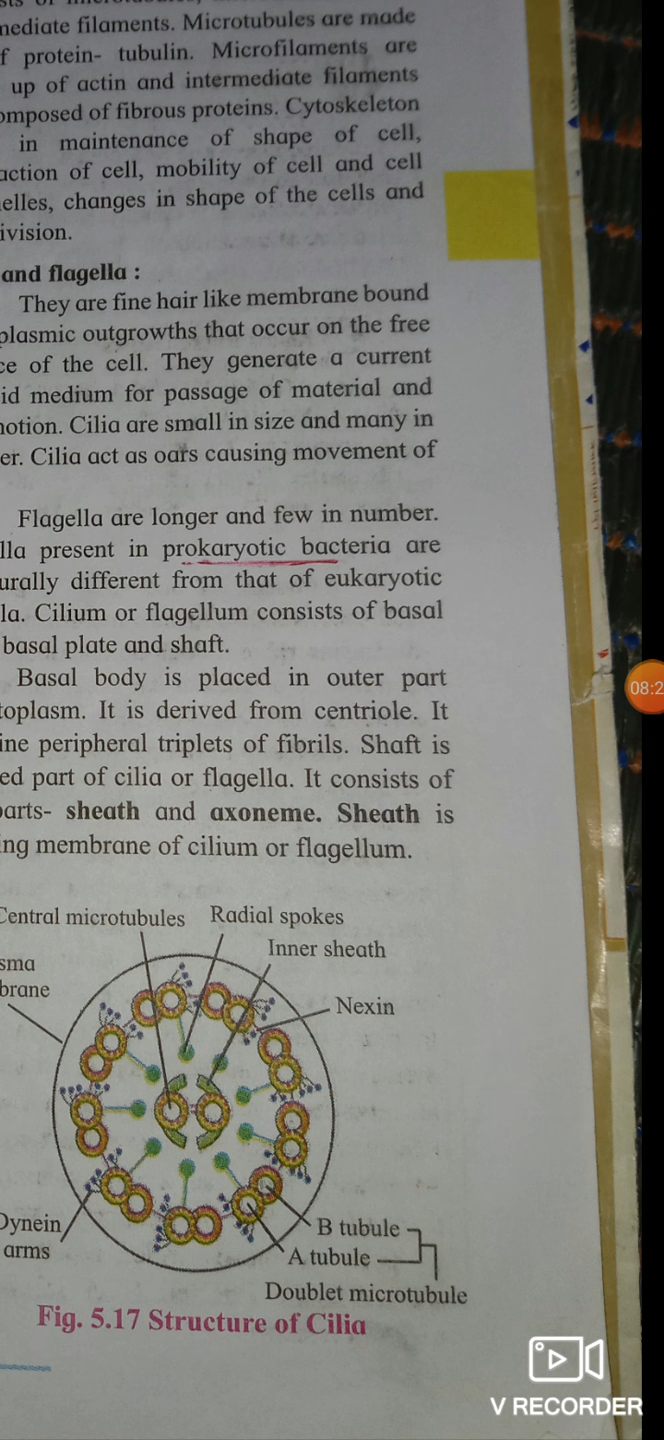 mediate filaments. Microtubules are made
f protein- tubulin. Microfilaments are
up of actin and intermediate filaments
omposed of fibrous proteins. Cytoskeleton
in maintenance of shape of cell,
action of cell, mobility of cell and cell
elles, changes in shape of the cells and
ivision.
and flagella :
They are fine hair like membrane bound
plasmic outgrowths that occur on the free
ce of the cell. They generate a current
id medium for passage of material and
notion. Cilia are small in size and many in
er. Cilia act as oars causing movement of
Flagella are longer and few in number.
lla present in prokaryotic bacteria are
urally different from that of eukaryotic
la. Cilium or flagellum consists of basal
basal plate and shaft.
Basal body is placed in outer part
toplasm. It is derived from centriole. It
ine peripheral triplets of fibrils. Shaft is
ed part of cilia or flagella. It consists of
parts- sheath and axoneme. Sheath is
ng membrane of cilium or flagellum.
Central microtubules
Radial spokes
Inner sheath
sma
brane
Nexin
Dynein
arms
B tubule
A tubule
Doublet microtubule
Fig. 5.17 Structure of Cilia
08:2
V RECORDER